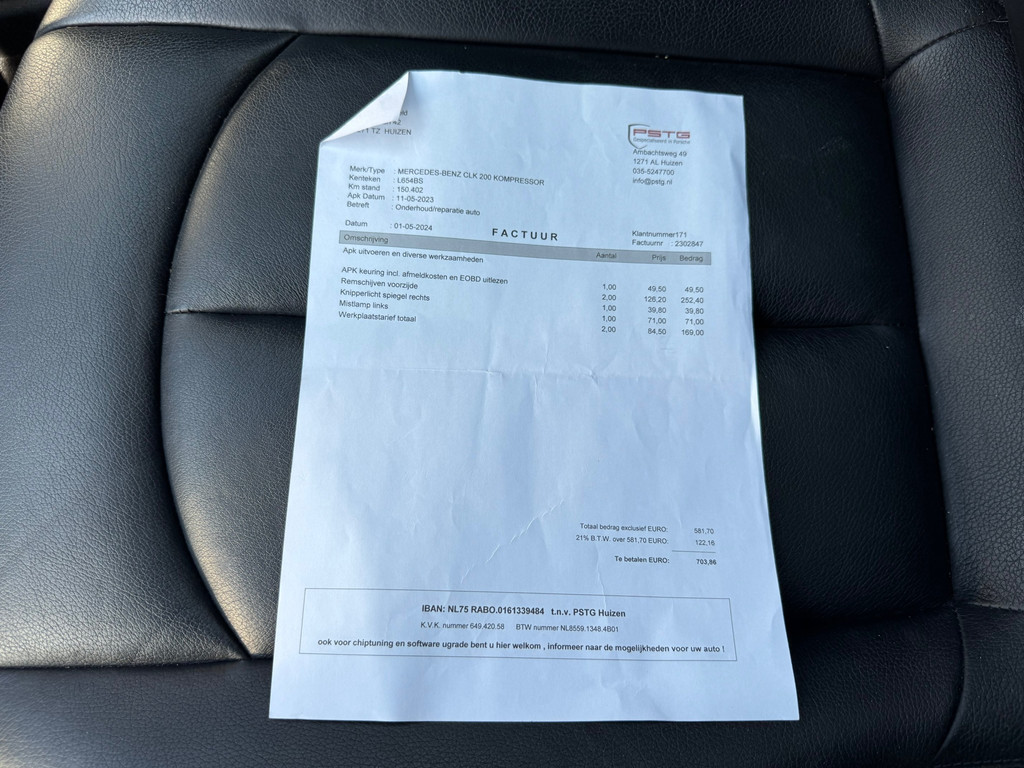 TZ HUIZEN
PSTG
Gespecialiseerd in Porsche
Ambachtsweg 49
1271 AL Huizen
035-5247700
info@pstg.nl
Merk/Type : MERCEDES-BENZ CLK 200 KOMPRESSOR
Kenteken : L654BS
Km stand : 150.402
Apk Datum : 11-05-2023
Betreft : Onderhoud/reparatie auto
Datum : 01-05-2024
FACTUUR
Klantnummer171
Factuurnr : 2302847
Omschrijving Aantal Prijs Bedrag
Apk uitvoeren en diverse werkzaamheden
APK keuring incl. afmeldkosten en EOBD uitlezen 1,00 49,50 49,50
Remschijven voorzijde 2,00 126,20 252,40
Knipperlicht spiegel rechts 1,00 39,80 39,80
Mistlamp links 1,00 71,00 71,00
Werkplaatstarief totaal 2,00 84,50 169,00
Totaal bedrag exclusief EURO: 581,70
21% B.T.W. over 581,70 EURO: 122,16
Te betalen EURO: 703,86
IBAN: NL75 RABO.0161339484 t.n.v. PSTG Huizen
K.V.K. nummer 649.420.58 BTW nummer NL8559.1348.4B01
ook voor chiptuning en software ugrade bent u hier welkom , informeer naar de mogelijkheden voor uw auto !